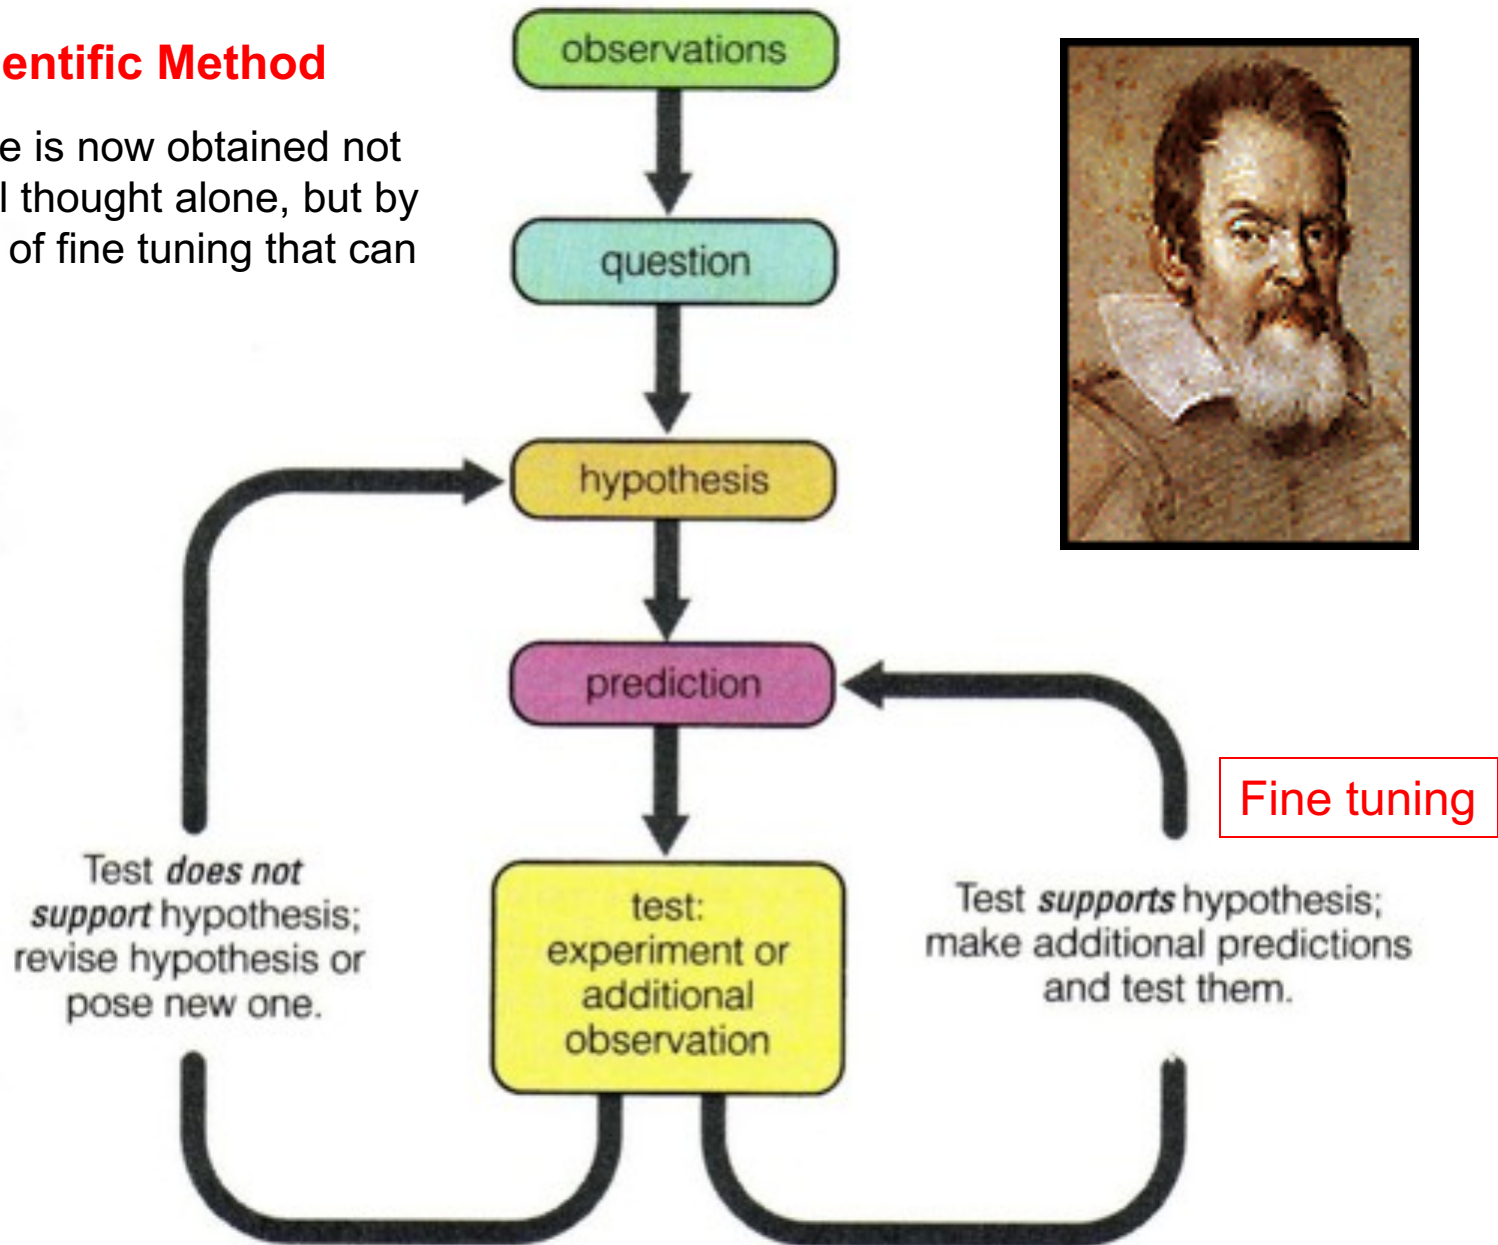 entific Method
e is now obtained not
l thought alone, but by
of fine tuning that can
observations
question
hypothesis
prediction
Fine tuning
Test does not
support hypothesis;
revise hypothesis or
pose new one.
test:
experiment or
additional
observation
Test supports hypothesis;
make additional predictions
and test them.